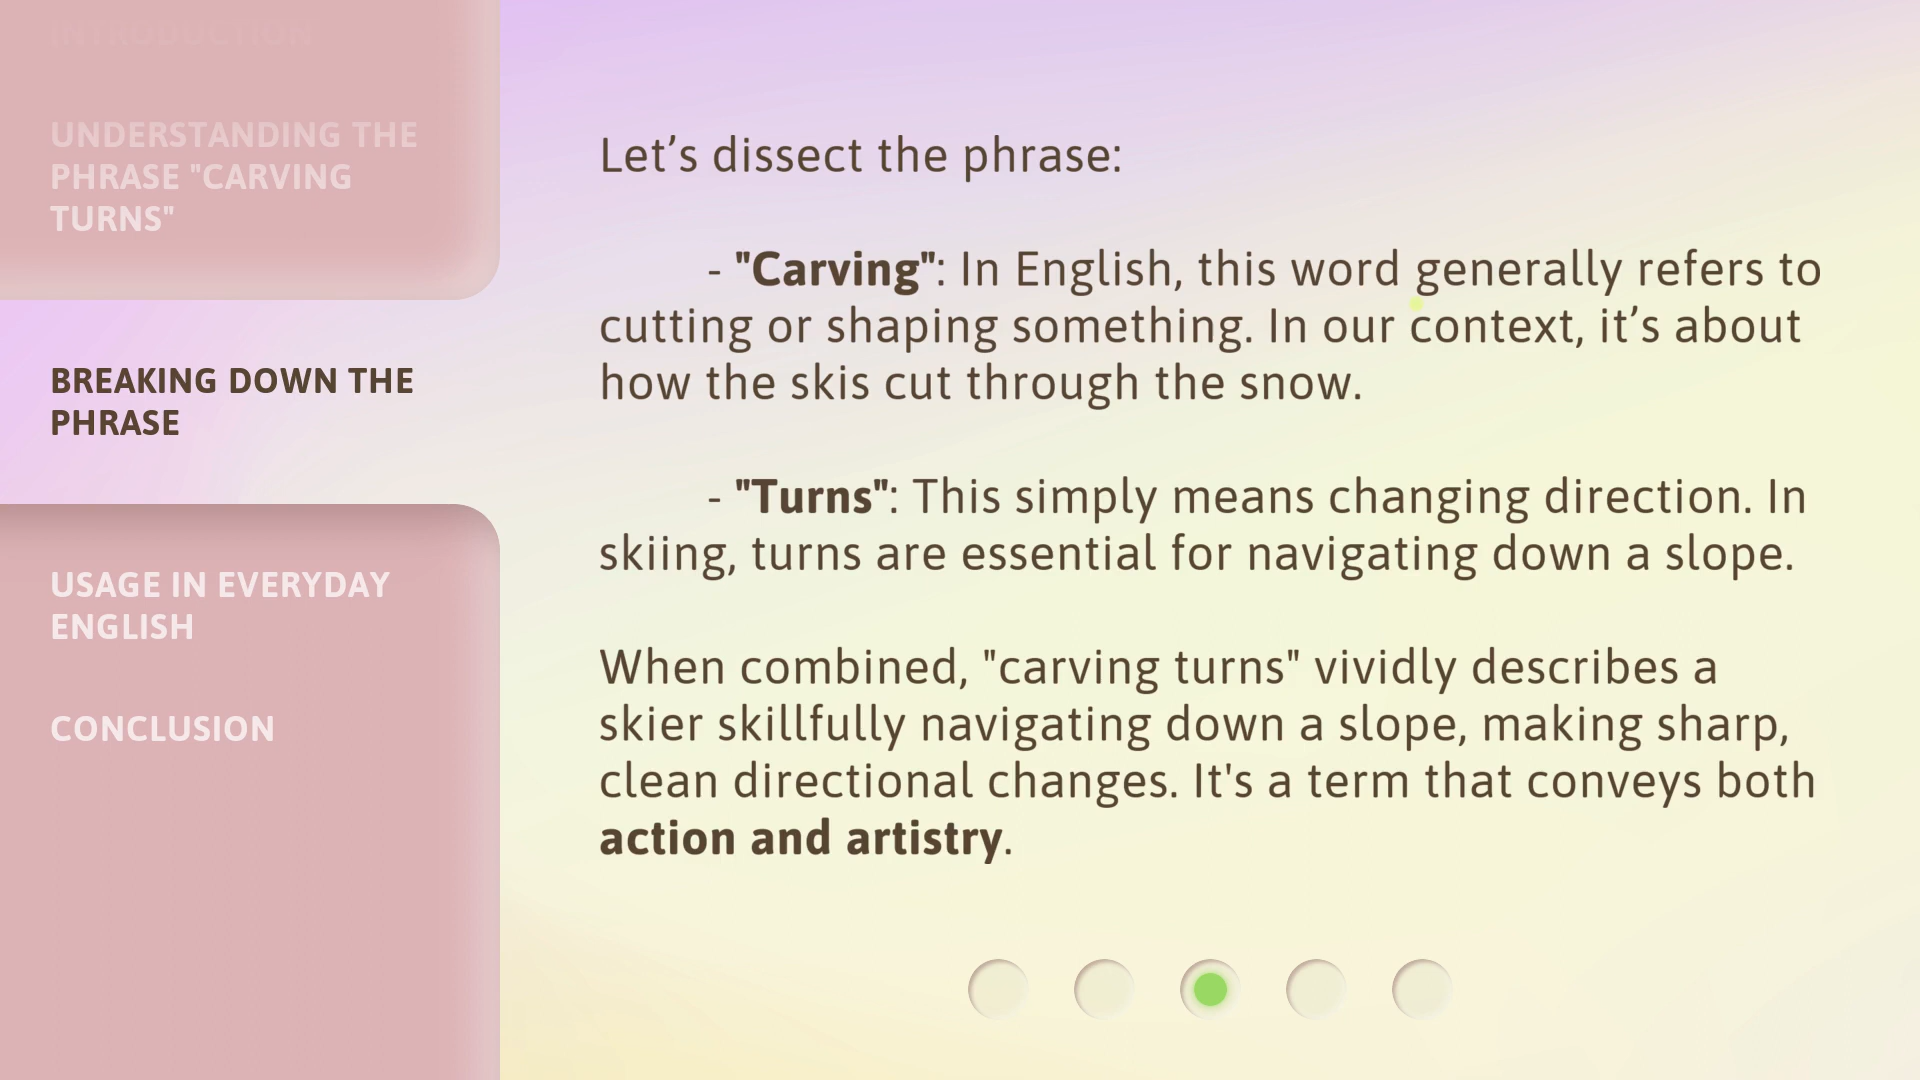 INTRODUCTION
UNDERSTANDING THE
PHRASE "CARVING
TURNS"
BREAKING DOWN THE
PHRASE
USAGE IN EVERYDAY
ENGLISH
CONCLUSION
Let’s dissect the phrase:
- "Carving": In English, this word generally refers to
cutting or shaping something. In our context, it’s about
how the skis cut through the snow.
- "Turns": This simply means changing direction. In
skiing, turns are essential for navigating down a slope.
When combined, "carving turns" vividly describes a
skier skillfully navigating down a slope, making sharp,
clean directional changes. It's a term that conveys both
action and artistry.